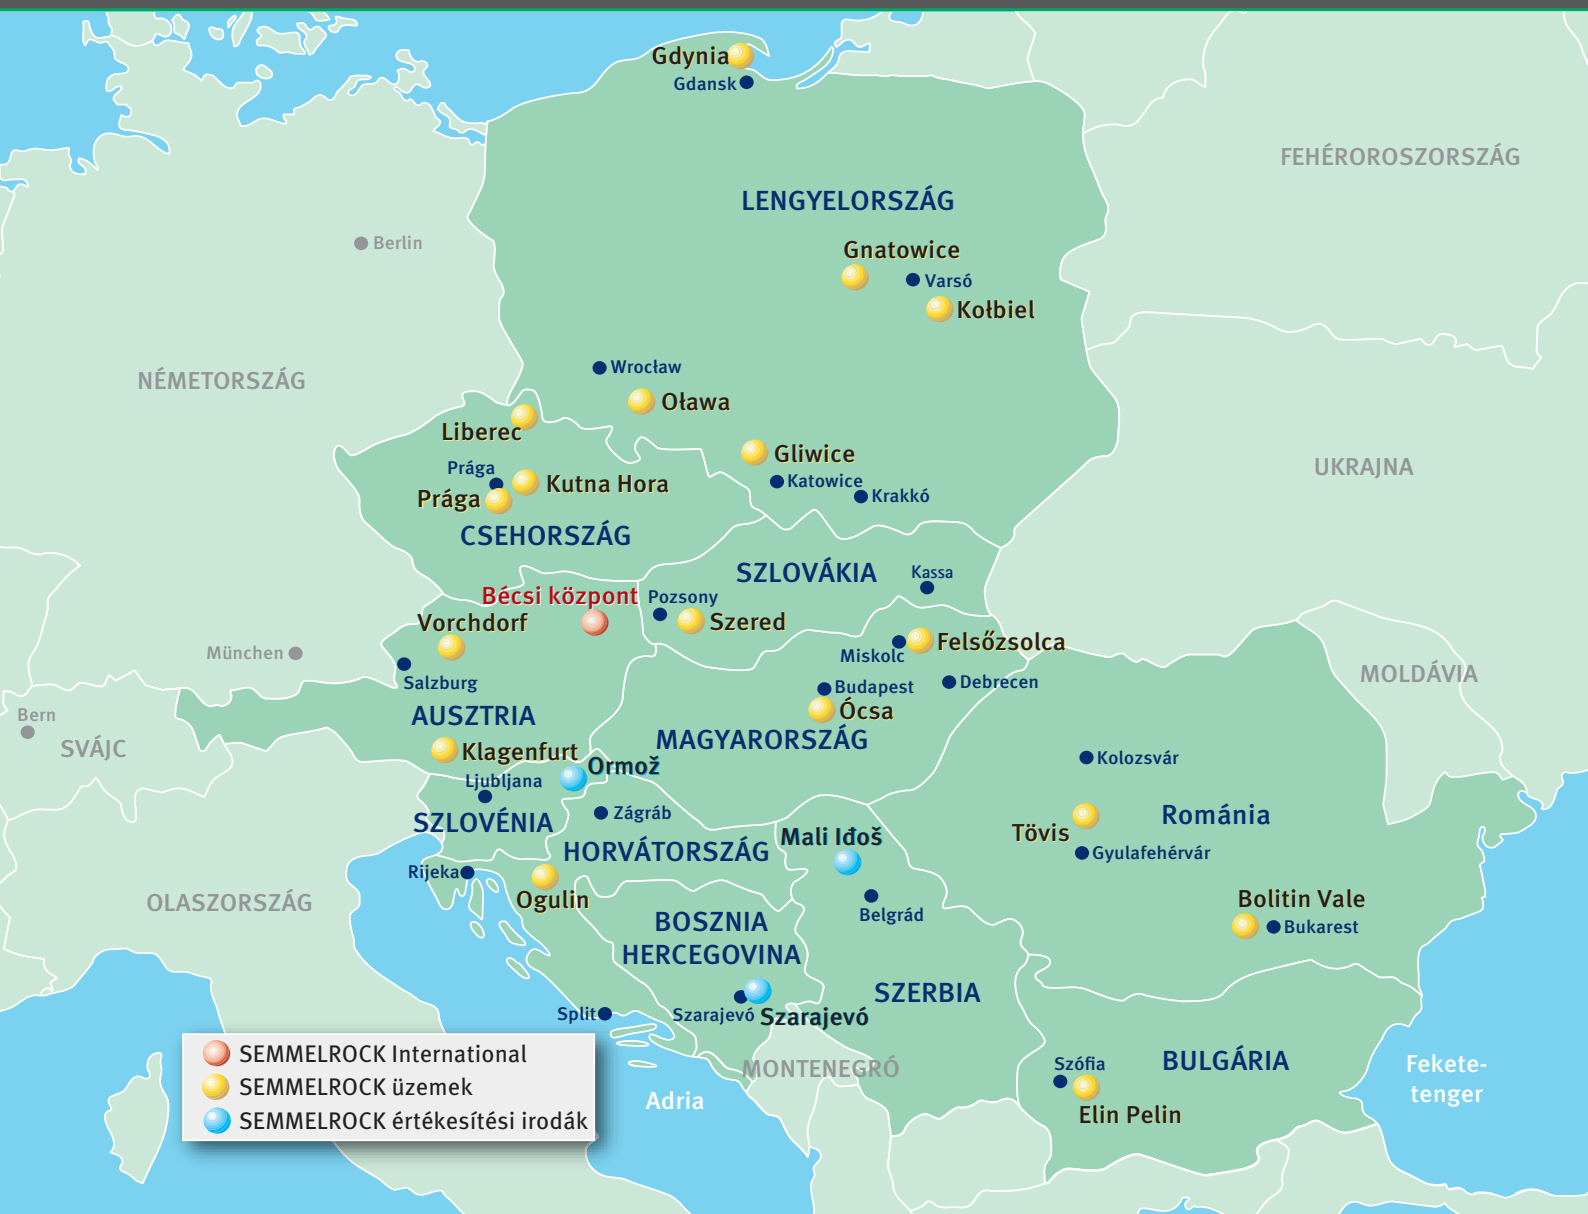 Gdynia
Gdansk
FEHÉROROSZORSZÁG
LENGYELORSZÁG
Berlin
Gnatowice
Varsó
Kołbiel
Wrocław
NÉMETORSZÁG
Oława
Liberec
Gliwice
UKRAJNA
Prága
Katowice
Kutna Hora
Krakkó
Prága
CSEHORSZÁG
SZLOVÁKIA
Kassa
Bécsi központ
Pozsony
Vorchdorf
Szered
Felsőzsolca
München
Miskolc
MOLDÁVIA
Salzburg
Budapest
Debrecen
Bern
AUSZTRIA
Ócsa
SVÁJC
MAGYARORSZÁG
Klagenfurt
Kolozsvár
Ormož
Ljubljana
Zágráb
Románia
SZLOVÉNIA
Tövis
Mali Iđoš
HORVÁTORSZÁG
Gyulafehérvár
Rijeka
OLASZORSZÁG
Ogulin
Bolitin Vale
Belgrád
BOSZNIA
HERCEGOVINA
Bukarest
SZERBIA
Split
Szarajevó
Szarajevó
SEMMELROCK International
SEMMELROCK üzemek
SEMMELROCK értékesítési irodák
MONTENEGRÓ
Szófia
BULGÁRIA
Fekete-
tenger
Adria
Elin Pelin